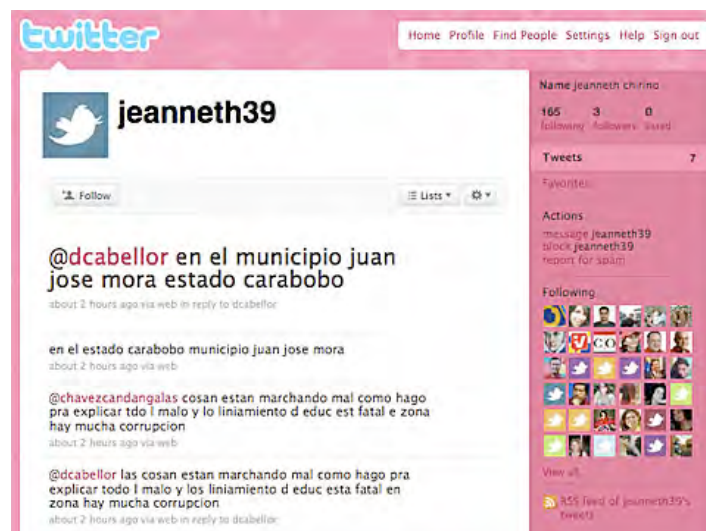 twitter
Home Profile Find People Settings Help Sign out
jeanneth39
Follow
Lists
@dcabellor en el municipio juan
jose mora estado carabobo
about 2 hours ago via web in reply to dcabellor
en el estado carabobo municipio juan jose mora
about 2 hours ago via web
@chavezcandangalas cosan estan marchando mal como hago
pra explicar tdo l malo y lo liniamiento d educ est fatal e zona
hay mucha corrupcion
about 2 hours ago via web
@dcabellor las cosan estan marchando mal como hago pra
explicar todo l malo y los liniamiento d educ esta fatal en
zona hay mucha corrupcion
about 2 hours ago via web in reply to dcabellor
Name jeanneth chirino
165 3 0
following followers listed
Tweets 7
Favorites
Actions
message jeanneth39
block jeanneth39
report for spam
Following
CO
View all
RSS feed of jeanneth39's
tweets